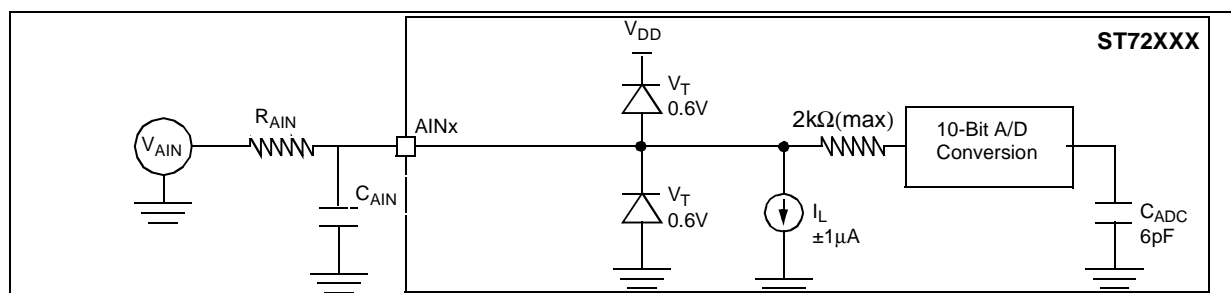 V_DD
ST72XXX
V_T
0.6V
R_AIN
AINx
2kΩ(max)
10-Bit A/D
Conversion
V_AIN
C_AIN
V_T
0.6V
I_L
±1μA
C_ADC
6pF